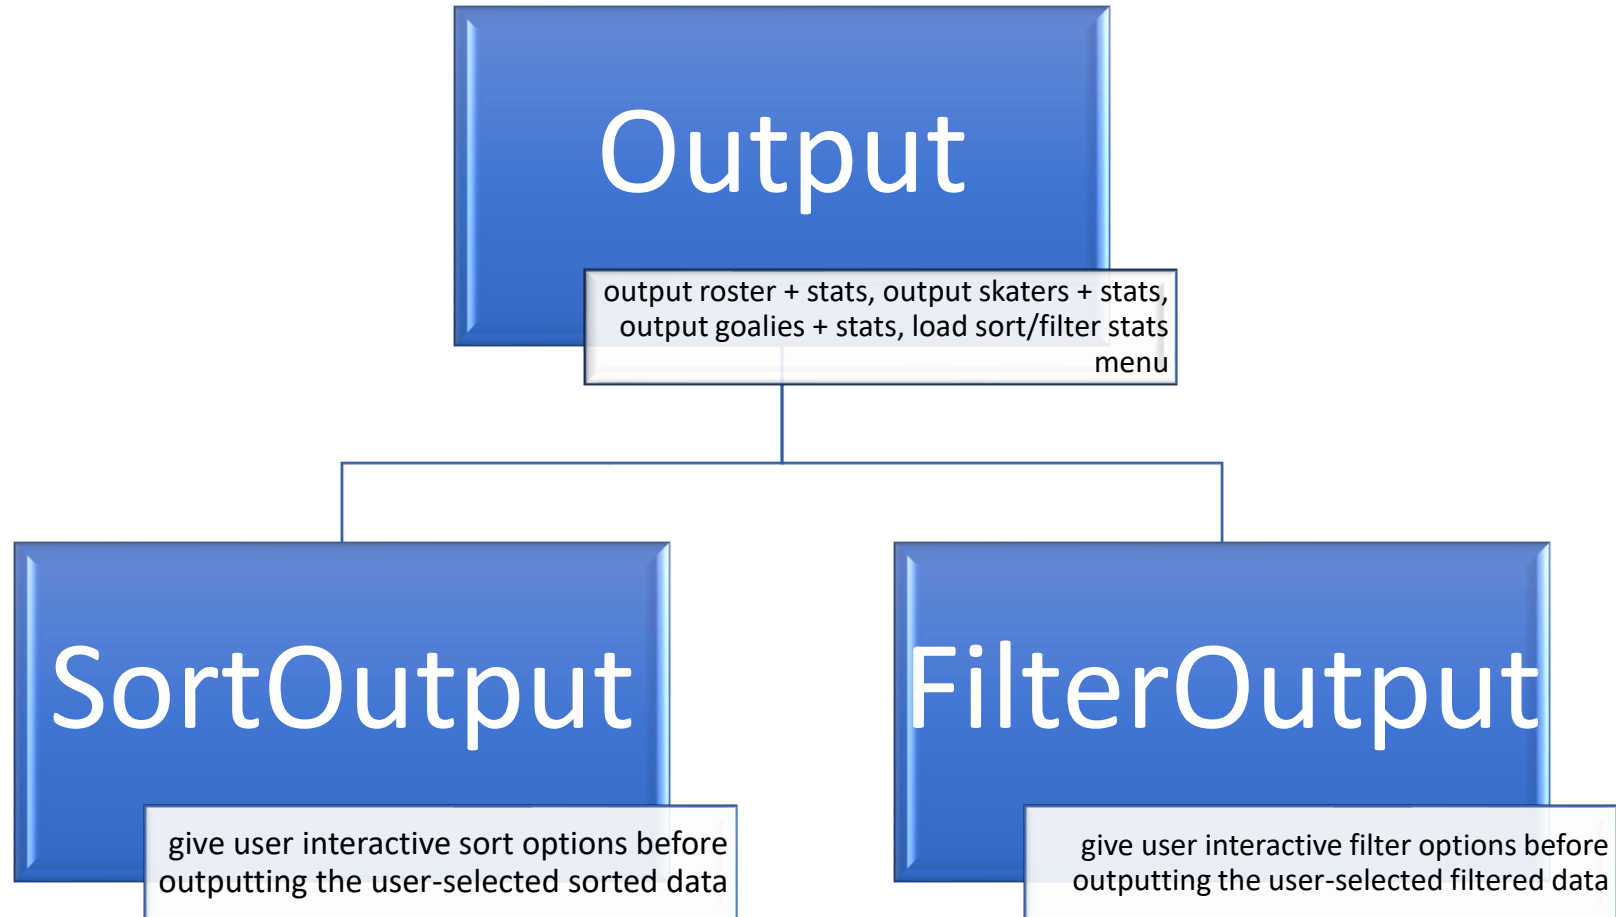 Output
output roster + stats, output skaters + stats,
output goalies + stats, load sort/filter stats
menu
SortOutput
give user interactive sort options before
outputting the user-selected sorted data
FilterOutput
give user interactive filter options before
outputting the user-selected filtered data